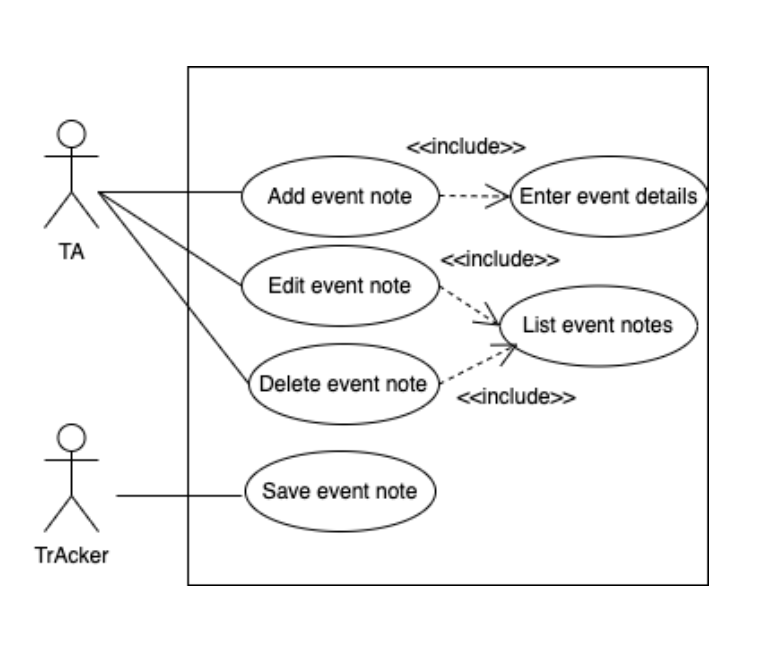 <<include>>
Add event note
Enter event details
TA
<<include>>
Edit event note
List event notes
Delete event note
<<include>>
Save event note
TrAcker